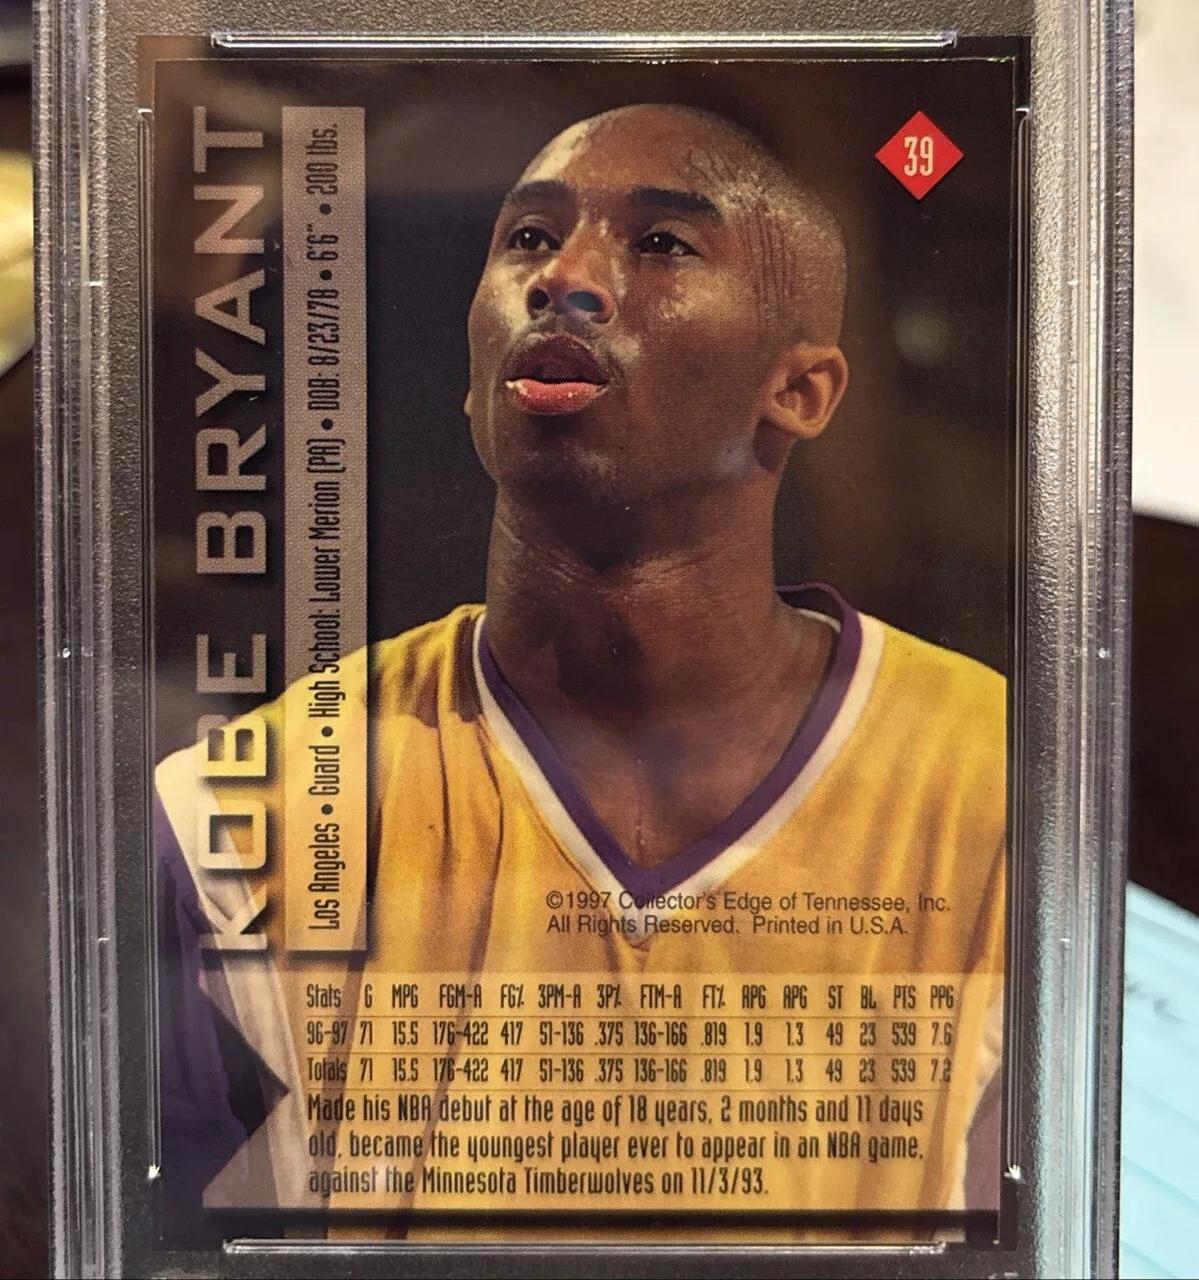 39
KOBE BRYANT
Los Angeles • Guard • High School: Lower Merion (PA) • DOB: 8/23/78 • 6'6" • 200 lbs.
©1997 Collector's Edge of Tennessee, Inc.
All Rights Reserved. Printed in U.S.A.
Stats G MPG FGM-A FG% 3PM-A 3P% FTM-A FT% RPG APG ST BL PTS PPG
96-97 71 15.5 176-422 417 51-136 .375 136-166 .819 1.9 1.3 49 23 539 7.6
Totals 71 15.5 176-422 417 51-136 .375 136-166 .819 1.9 1.3 49 23 539 7.2
Made his NBA debut at the age of 18 years, 2 months and 11 days
old, became the youngest player ever to appear in an NBA game,
against the Minnesota Timberwolves on 11/3/93.